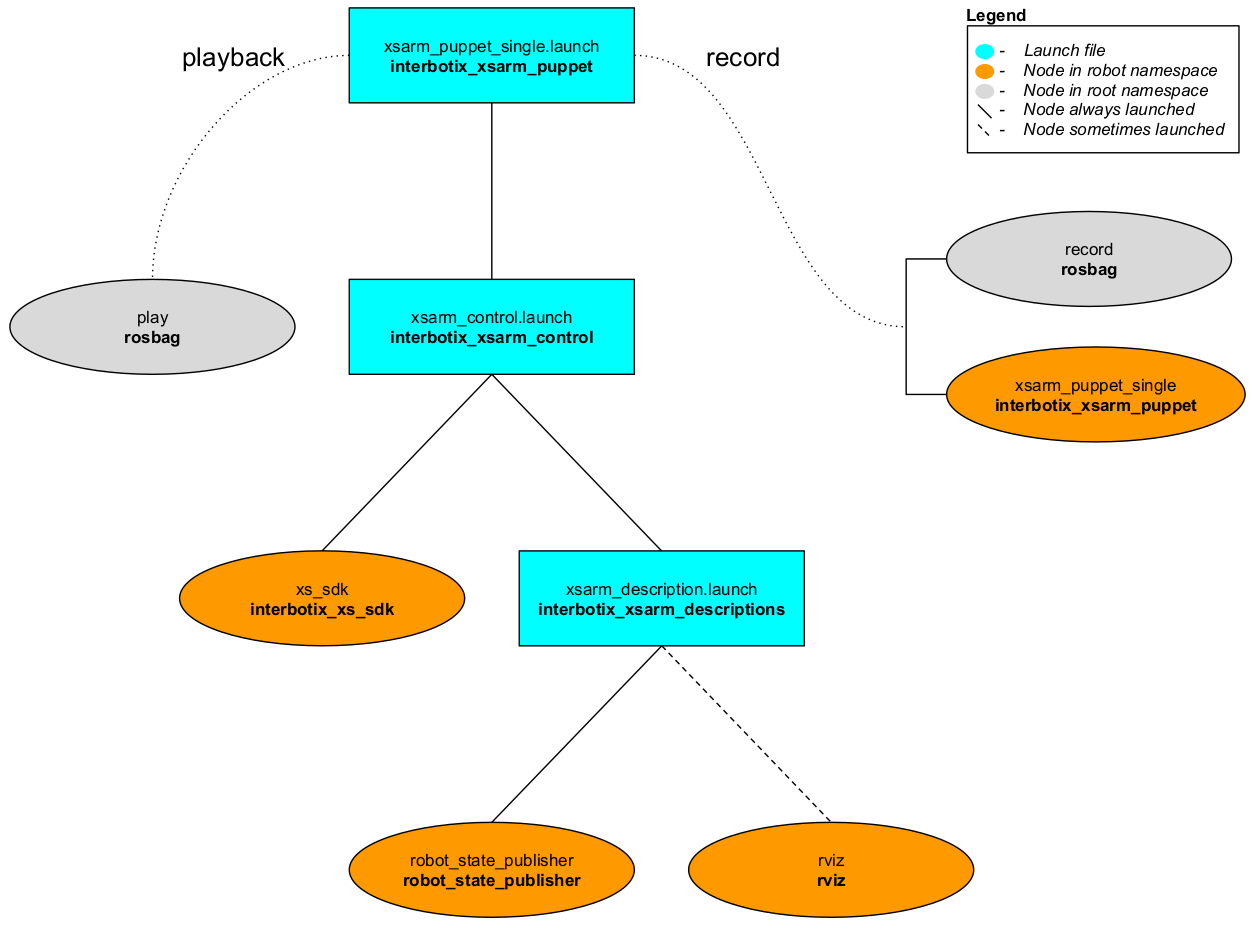 Legend
- Launch file
- Node in robot namespace
- Node in root namespace
- Node always launched
- Node sometimes launched
playback
xsarm_puppet_single.launch
interbotix_xsarm_puppet
record
record
rosbag
play
rosbag
xsarm_control.launch
interbotix_xsarm_control
xsarm_puppet_single
interbotix_xsarm_puppet
xs_sdk
interbotix_xs_sdk
xsarm_description.launch
interbotix_xsarm_descriptions
robot_state_publisher
robot_state_publisher
rviz
rviz